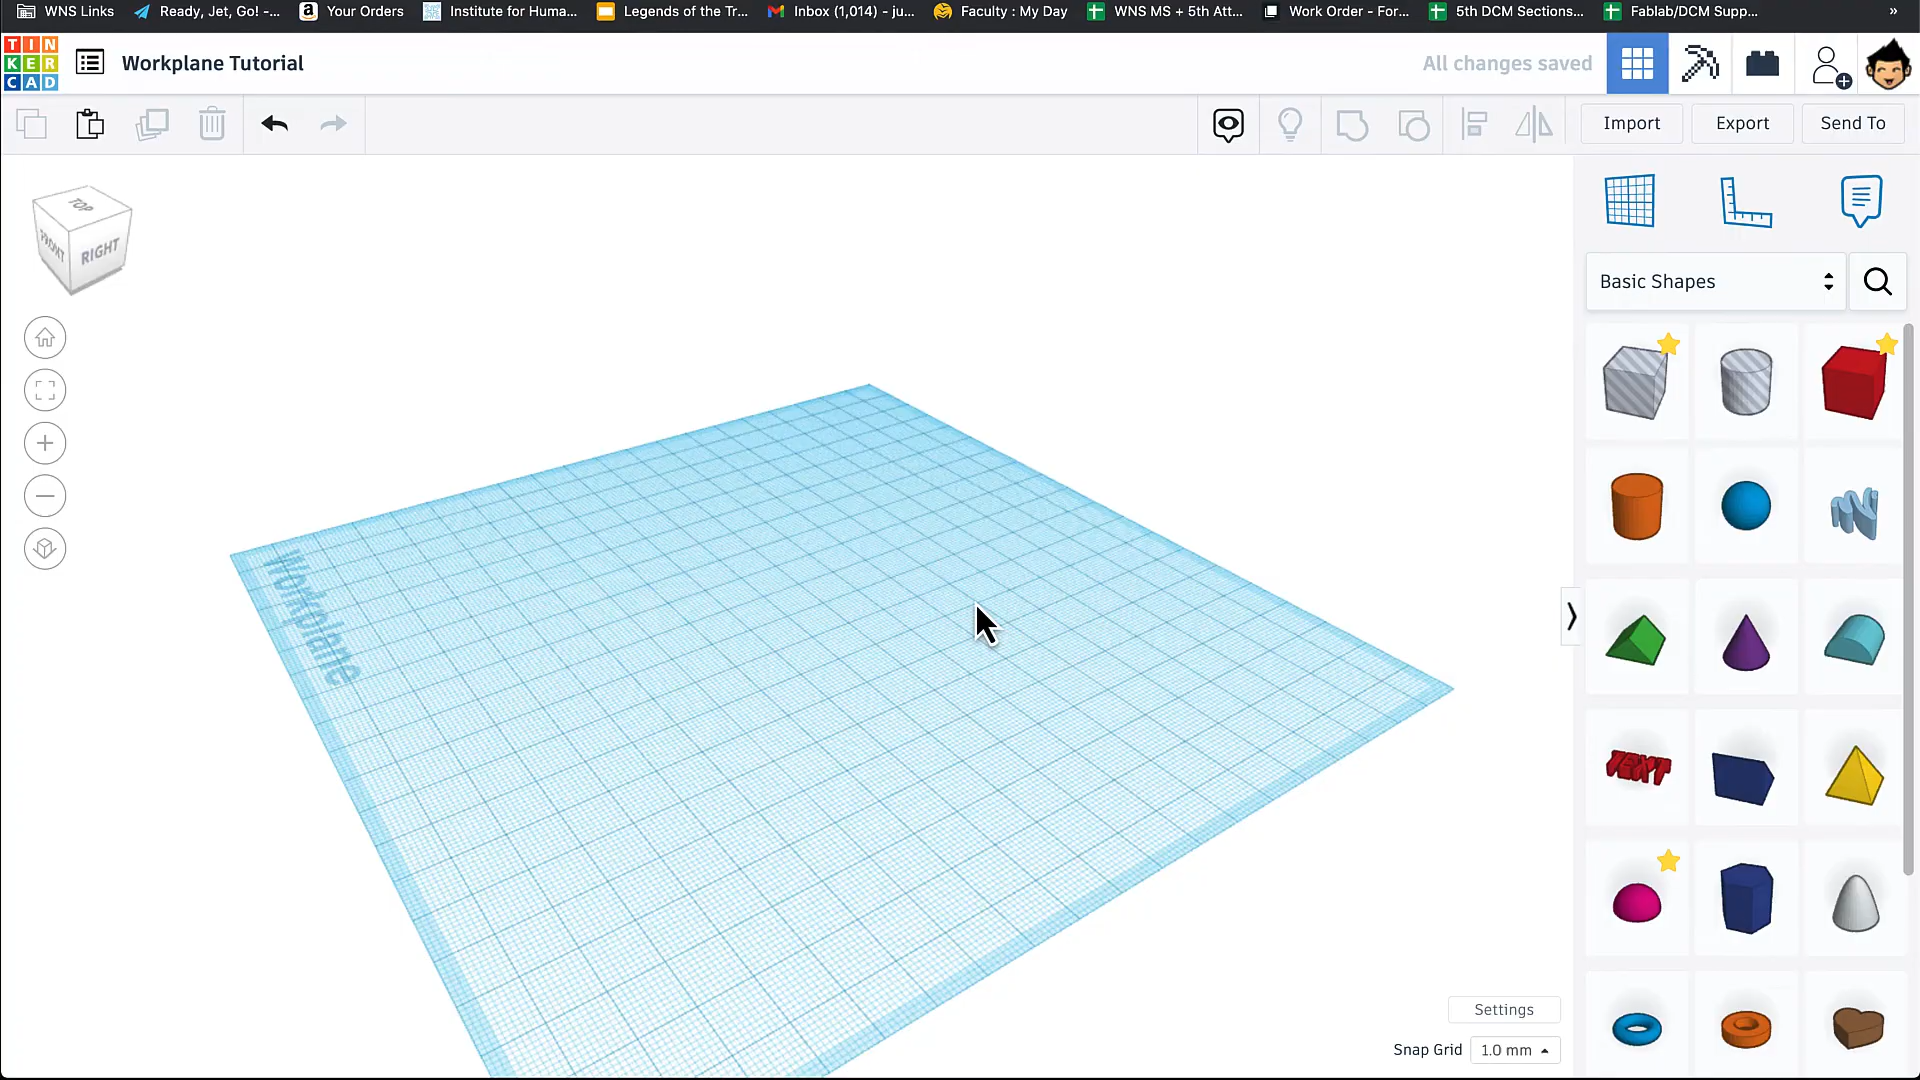 WNS Links Ready, Jet, Go! -... Your Orders Institute for Huma... Legends of the Tr... Inbox (1,014) - ju... Faculty : My Day WNS MS + 5th Att... Work Order - For... 5th DCM Sections... Fablab/DCM Supp... »
TIN
KER
CAD
Workplane Tutorial
All changes saved
Import Export Send To
TOP
FRONT RIGHT
Basic Shapes
Workplane
TEXT
Settings
Snap Grid 1.0 mm